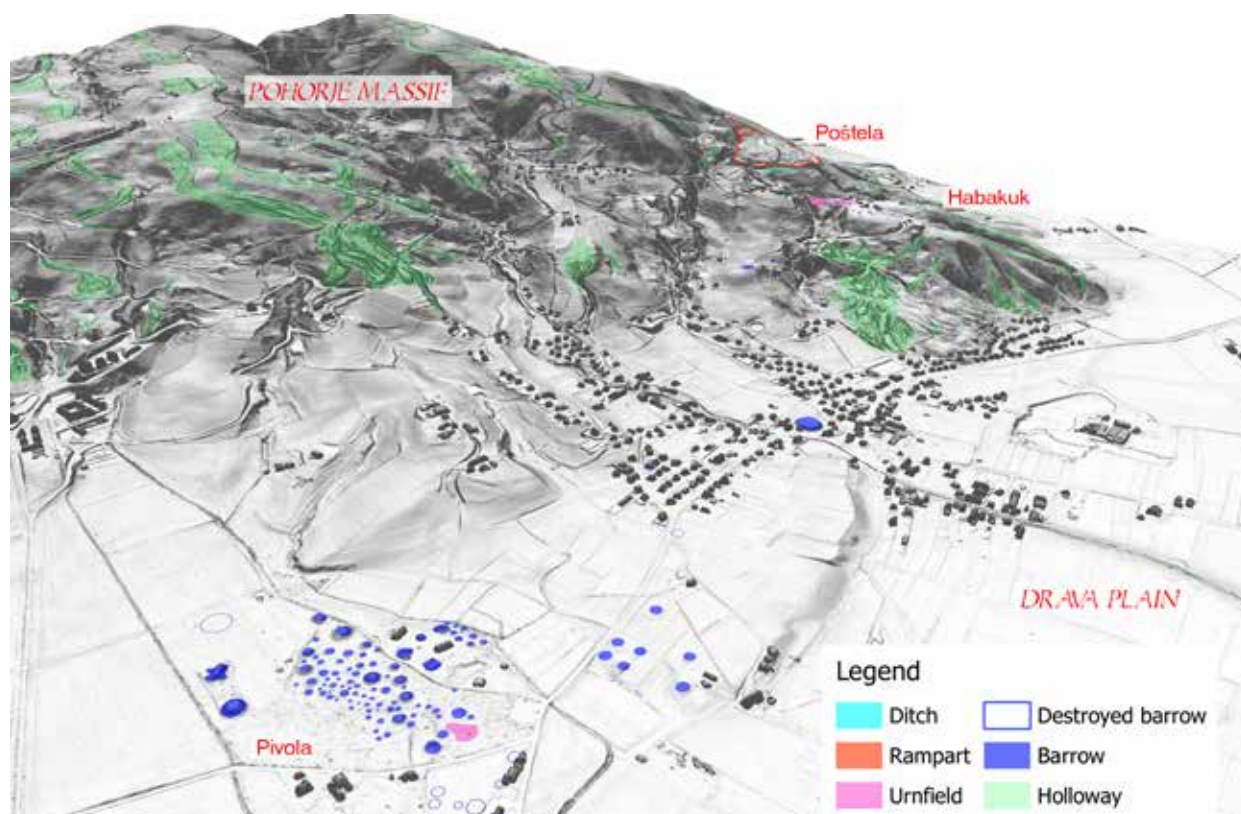 POHORJE MASSIF
Poštela
Habakuk
DRAVA PLAIN
Pivola
Legend
Ditch
Destroyed barrow
Rampart
Barrow
Urnfield
Holloway